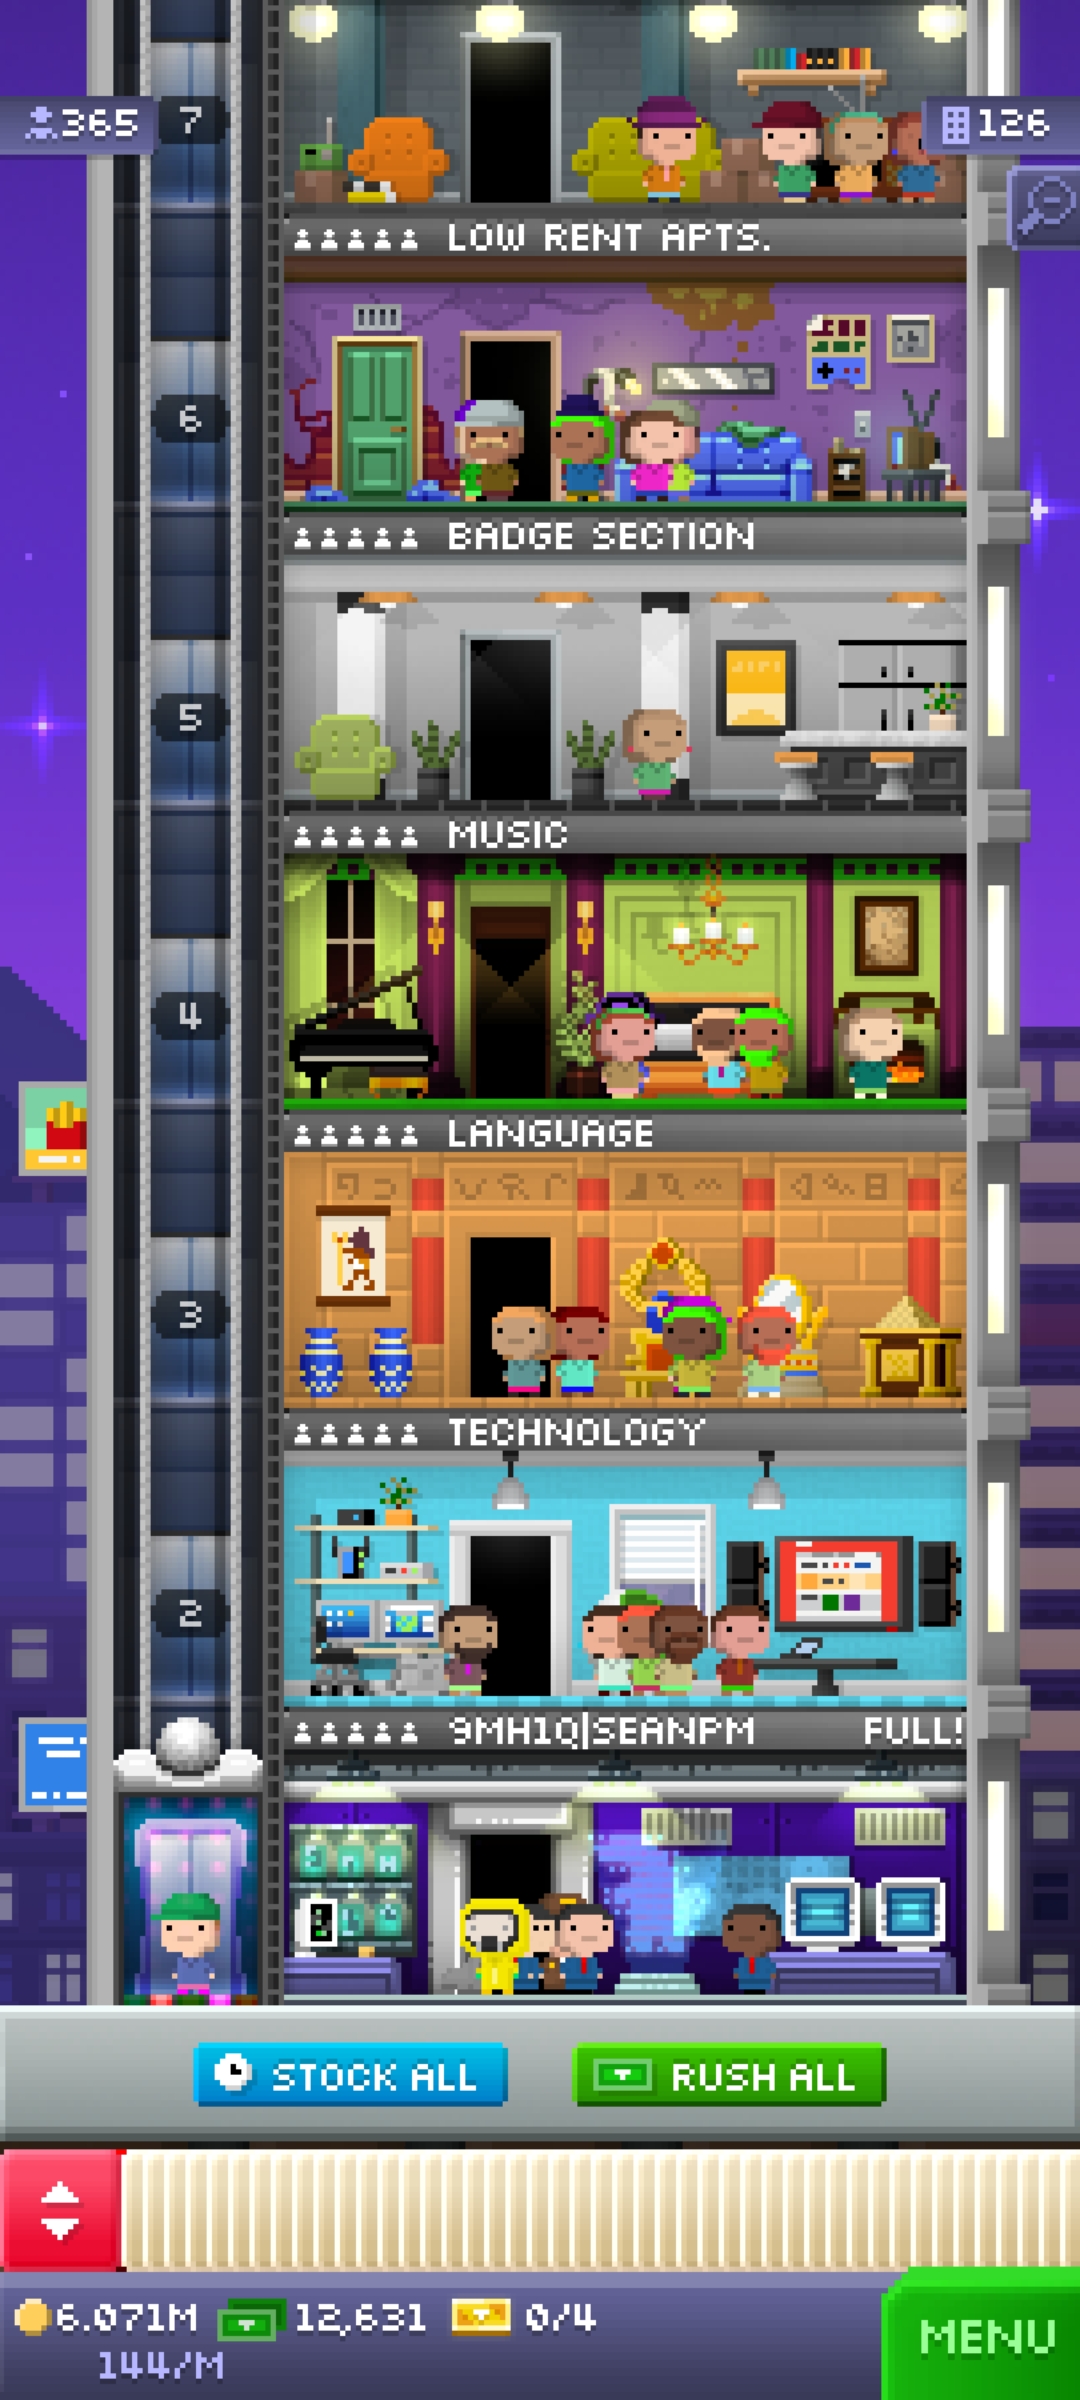 365
7
126
LOW RENT APTS.
6
BADGE SECTION
5
MUSIC
4
LANGUAGE
3
TECHNOLOGY
2
9MH1Q|SEANPM FULL!
STOCK ALL
RUSH ALL
6.071M 12,631 0/4
144/M
MENU